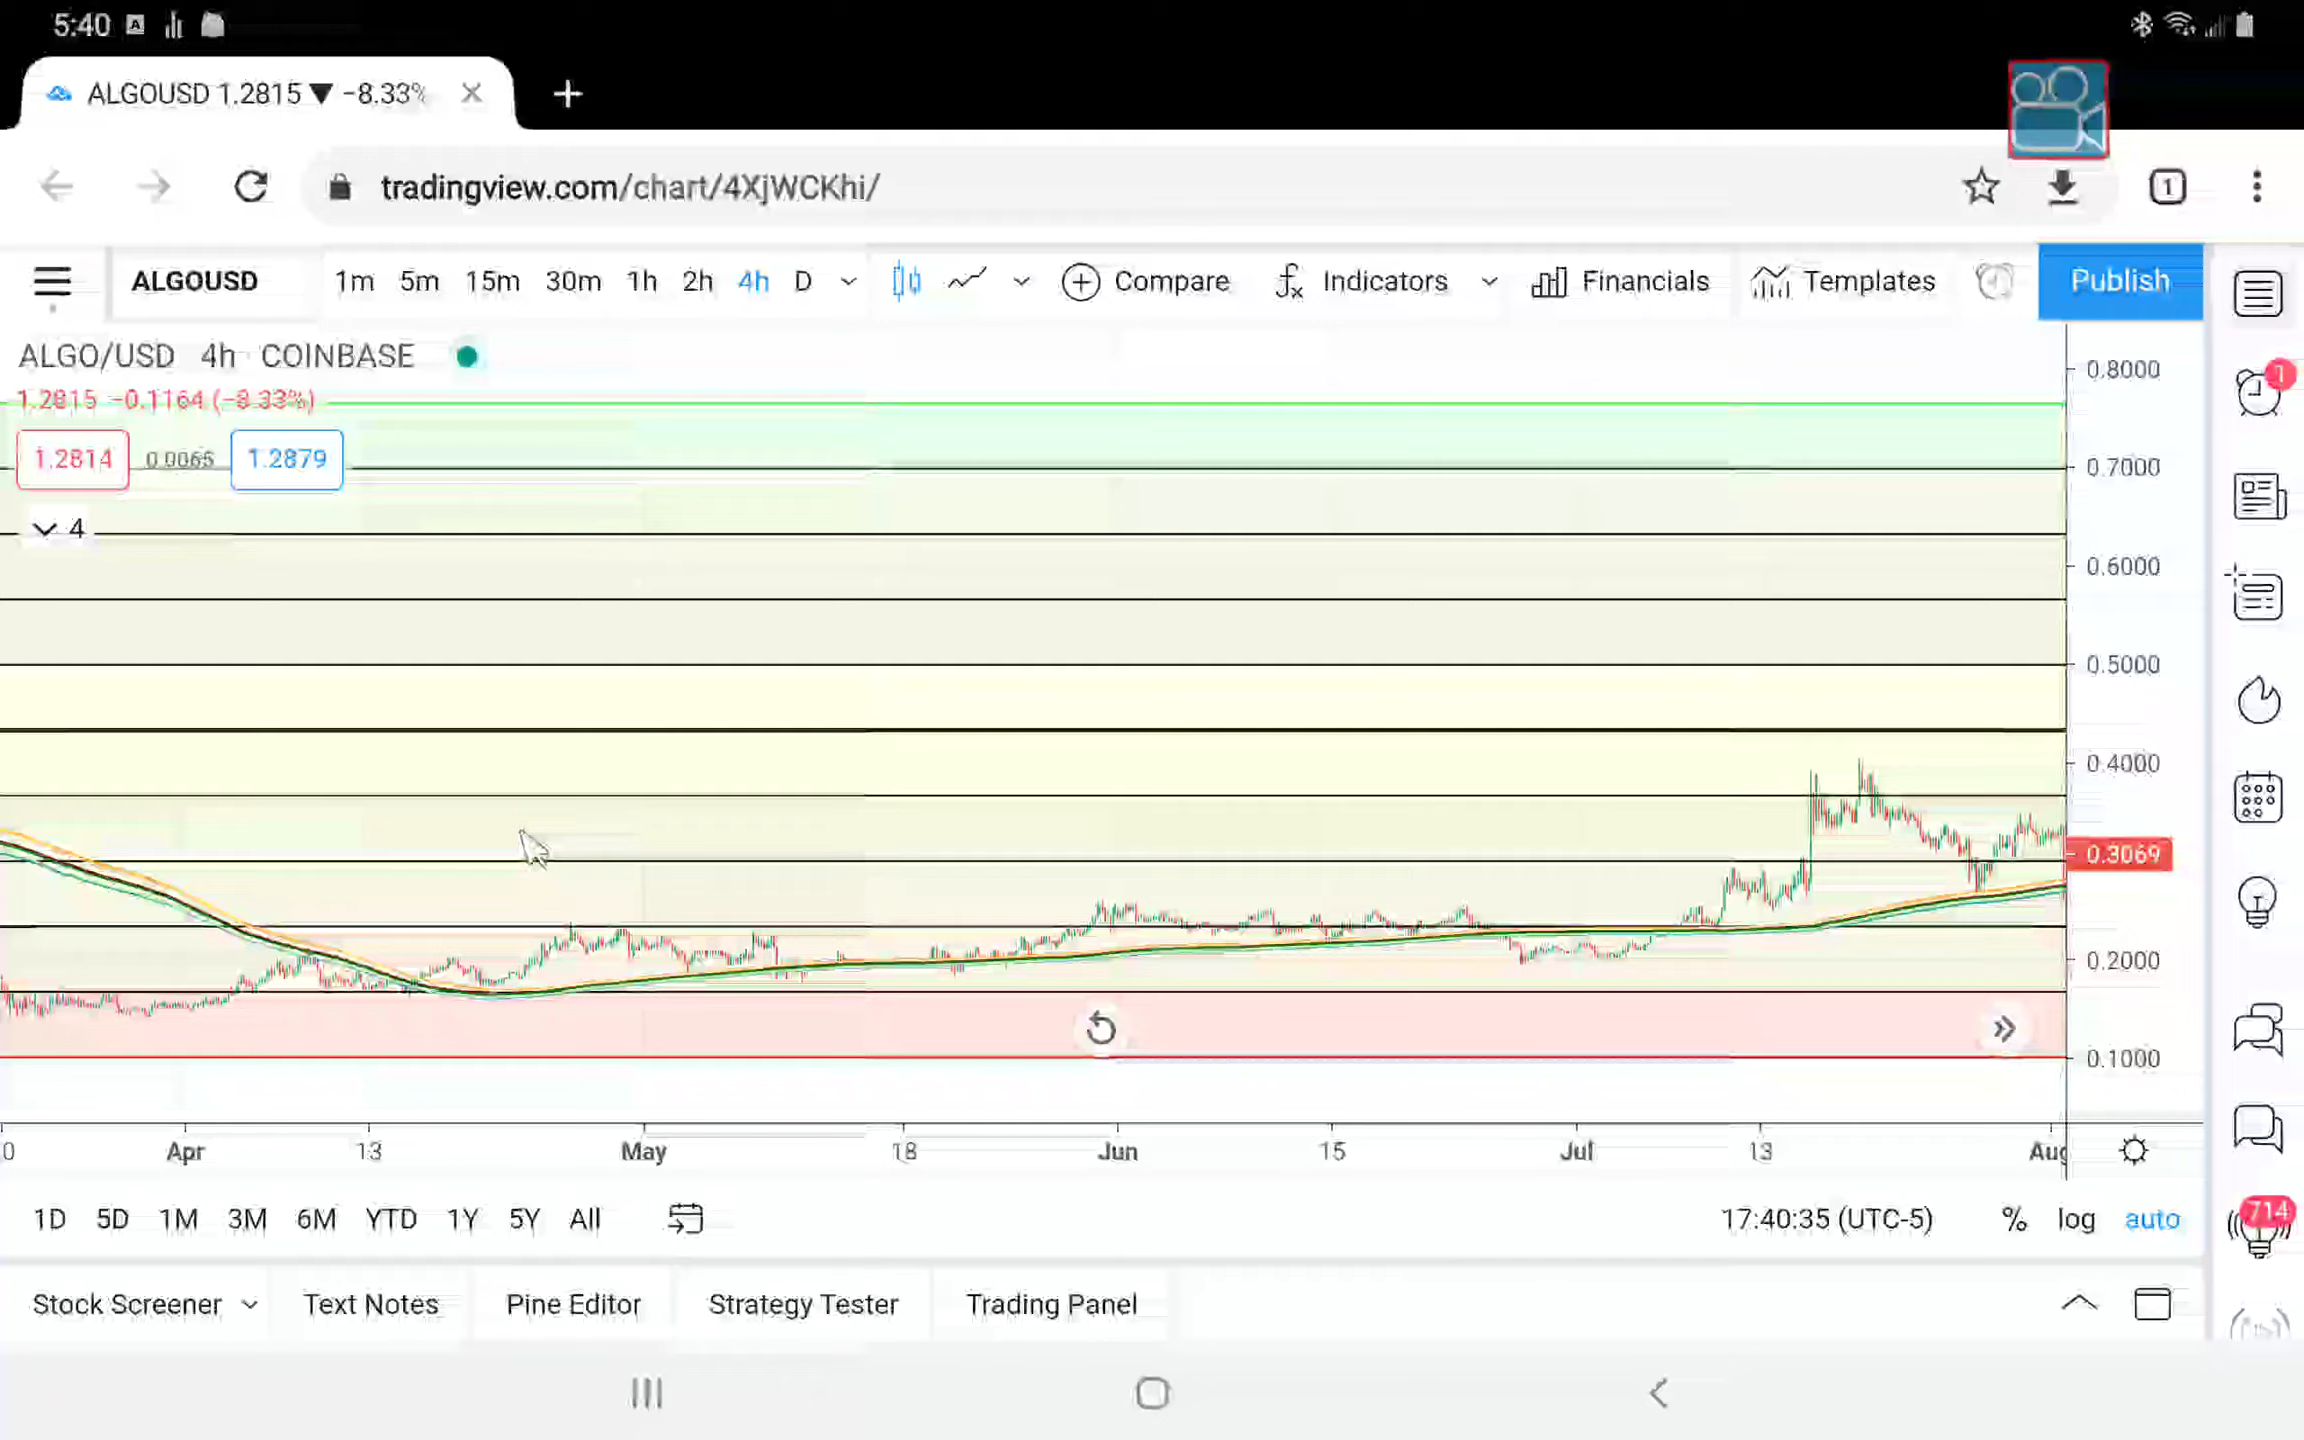 5:40
ALGOUSD 1.2815 ▼ −8.33%
tradingview.com/chart/4XjWCKhi/
1
ALGOUSD 1m 5m 15m 30m 1h 2h 4h D Compare Indicators Financials Templates Publish
ALGO/USD 4h COINBASE
1.2815 −0.1164 (−8.33%)
1.2814 0.0065 1.2879
4
0.8000
0.7000
0.6000
0.5000
0.4000
0.3069
0.2000
0.1000
1
0 Apr 13 May 18 Jun 15 Jul 13 Aug
1D 5D 1M 3M 6M YTD 1Y 5Y All 17:40:35 (UTC-5) % log auto
714
Stock Screener Text Notes Pine Editor Strategy Tester Trading Panel